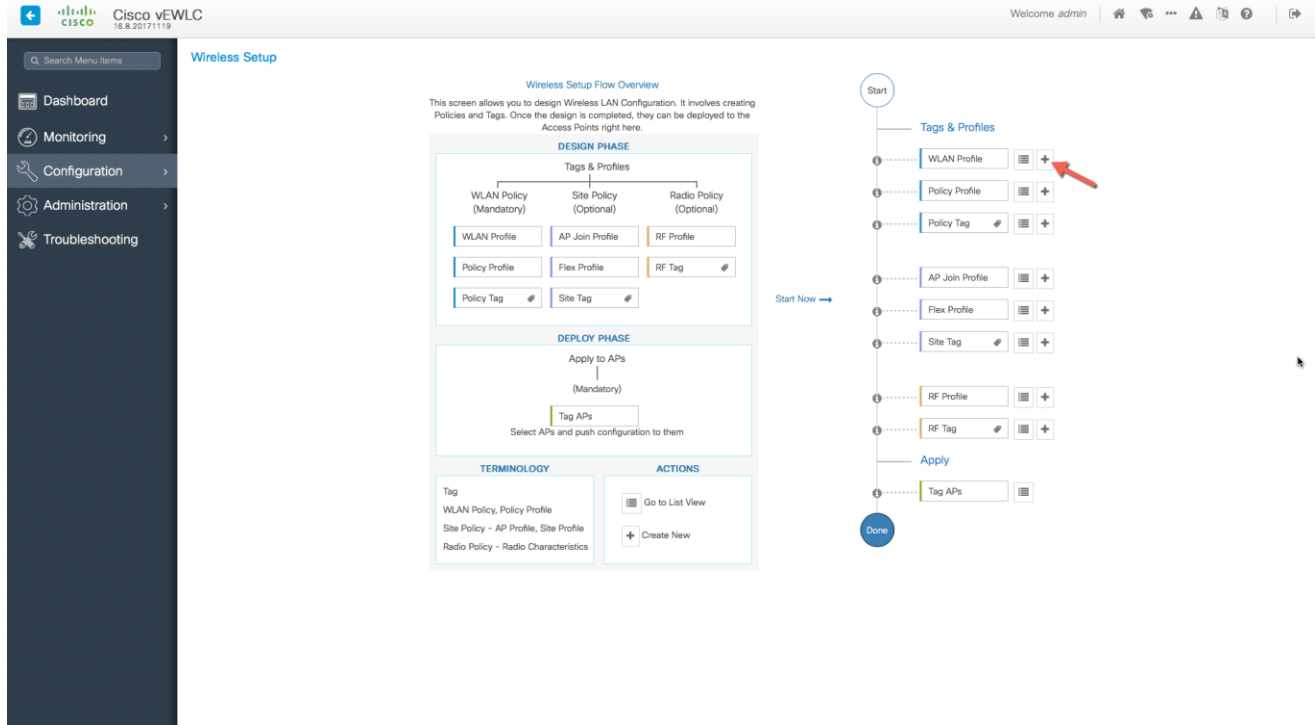 CISCO
Cisco vEWLC
16.8.20171119
Welcome admin
Search Menu Items
Dashboard
Monitoring
Configuration
Administration
Troubleshooting
Wireless Setup
Wireless Setup Flow Overview
This screen allows you to design Wireless LAN Configuration. It involves creating
Policies and Tags. Once the design is completed, they can be deployed to the
Access Points right here.
DESIGN PHASE
Tags & Profiles
WLAN Policy
(Mandatory)
Site Policy
(Optional)
Radio Policy
(Optional)
WLAN Profile
AP Join Profile
RF Profile
Policy Profile
Flex Profile
RF Tag
Policy Tag
Site Tag
DEPLOY PHASE
Apply to APs
(Mandatory)
Tag APs
Select APs and push configuration to them
TERMINOLOGY
Tag
WLAN Policy, Policy Profile
Site Policy - AP Profile, Site Profile
Radio Policy - Radio Characteristics
ACTIONS
Go to List View
Create New
Start Now
Start
Tags & Profiles
WLAN Profile
Policy Profile
Policy Tag
AP Join Profile
Flex Profile
Site Tag
RF Profile
RF Tag
Apply
Tag APs
Done